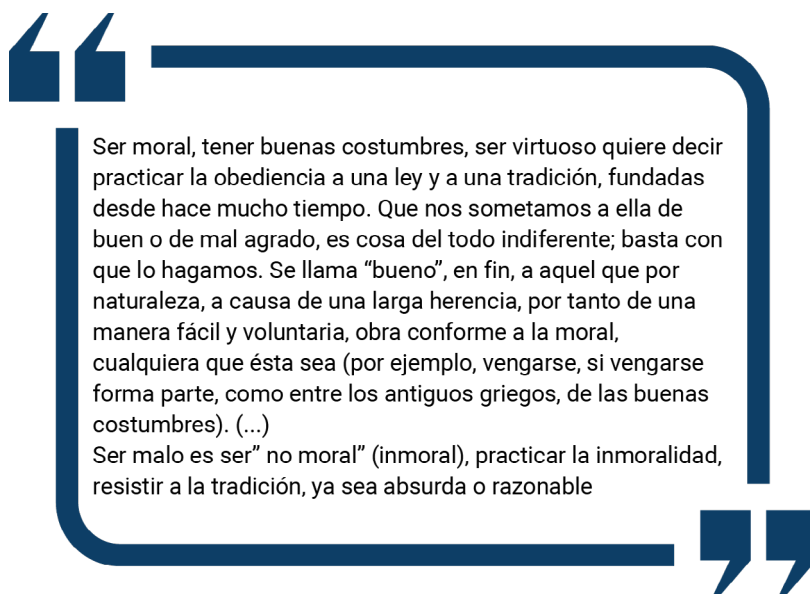 Ser moral, tener buenas costumbres, ser virtuoso quiere decir
practicar la obediencia a una ley y a una tradición, fundadas
desde hace mucho tiempo. Que nos sometamos a ella de
buen o de mal agrado, es cosa del todo indiferente; basta con
que lo hagamos. Se llama “bueno”, en fin, a aquel que por
naturaleza, a causa de una larga herencia, por tanto de una
manera fácil y voluntaria, obra conforme a la moral,
cualquiera que ésta sea (por ejemplo, vengarse, si vengarse
forma parte, como entre los antiguos griegos, de las buenas
costumbres). (...)
Ser malo es ser” no moral” (inmoral), practicar la inmoralidad,
resistir a la tradición, ya sea absurda o razonable